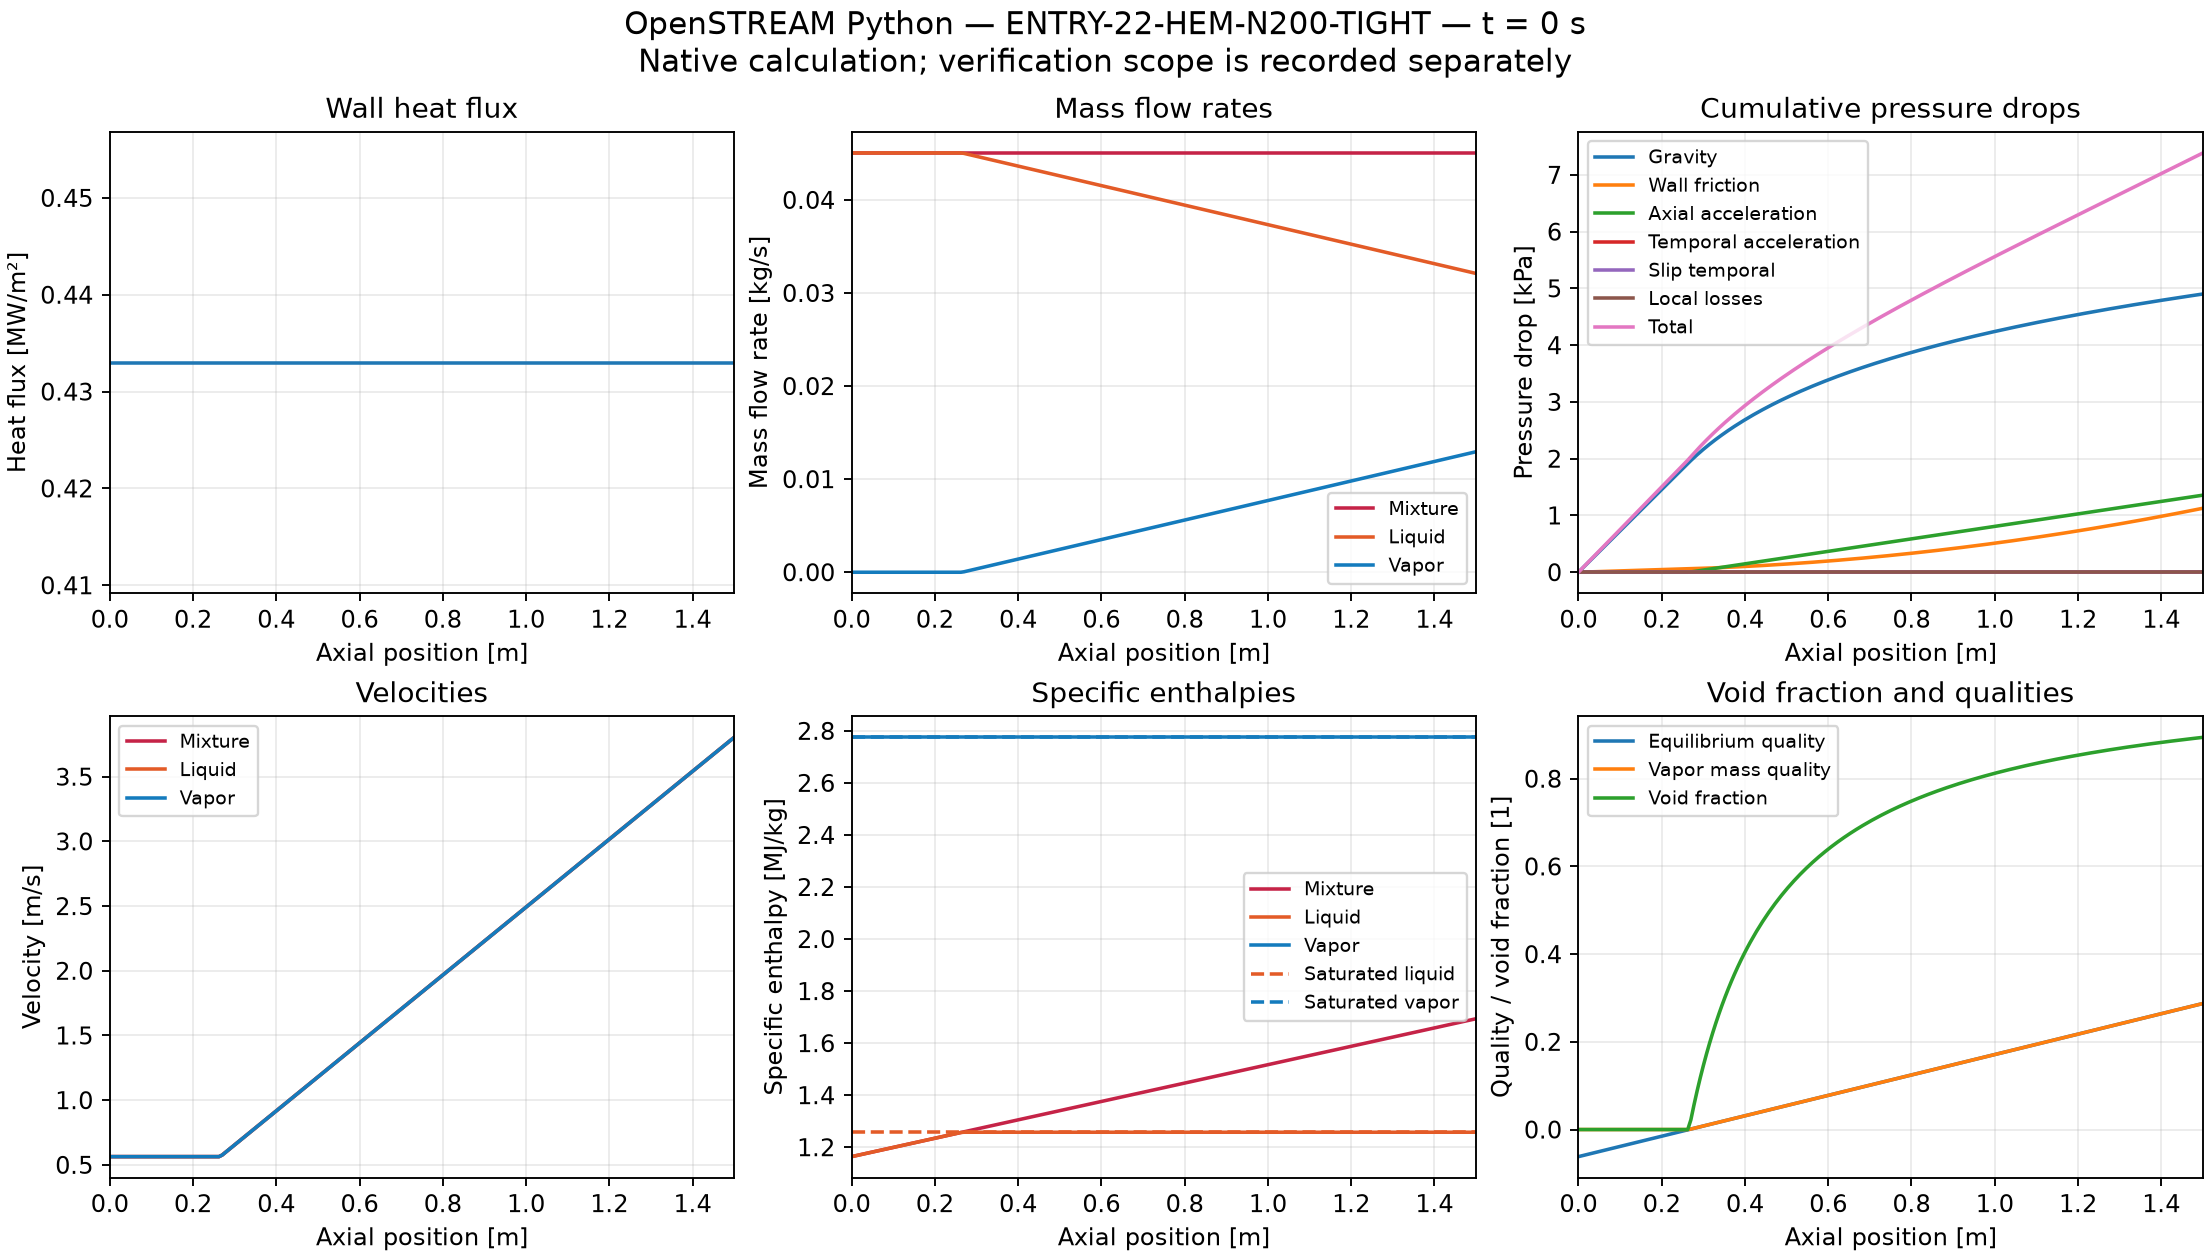 OpenSTREAM Python — ENTRY-22-HEM-N200-TIGHT — t = 0 s
Native calculation; verification scope is recorded separately
Wall heat flux
Heat flux [MW/m²]
0.45
0.44
0.43
0.42
0.41
0.0 0.2 0.4 0.6 0.8 1.0 1.2 1.4
Axial position [m]
Mass flow rates
Mass flow rate [kg/s]
0.04
0.03
0.02
0.01
0.00
Mixture
Liquid
Vapor
0.0 0.2 0.4 0.6 0.8 1.0 1.2 1.4
Axial position [m]
Cumulative pressure drops
Pressure drop [kPa]
7
6
5
4
3
2
1
0
Gravity
Wall friction
Axial acceleration
Temporal acceleration
Slip temporal
Local losses
Total
0.0 0.2 0.4 0.6 0.8 1.0 1.2 1.4
Axial position [m]
Velocities
Velocity [m/s]
3.5
3.0
2.5
2.0
1.5
1.0
0.5
Mixture
Liquid
Vapor
0.0 0.2 0.4 0.6 0.8 1.0 1.2 1.4
Axial position [m]
Specific enthalpies
Specific enthalpy [MJ/kg]
2.8
2.6
2.4
2.2
2.0
1.8
1.6
1.4
1.2
Mixture
Liquid
Vapor
Saturated liquid
Saturated vapor
0.0 0.2 0.4 0.6 0.8 1.0 1.2 1.4
Axial position [m]
Void fraction and qualities
Quality / void fraction [1]
0.8
0.6
0.4
0.2
0.0
Equilibrium quality
Vapor mass quality
Void fraction
0.0 0.2 0.4 0.6 0.8 1.0 1.2 1.4
Axial position [m]